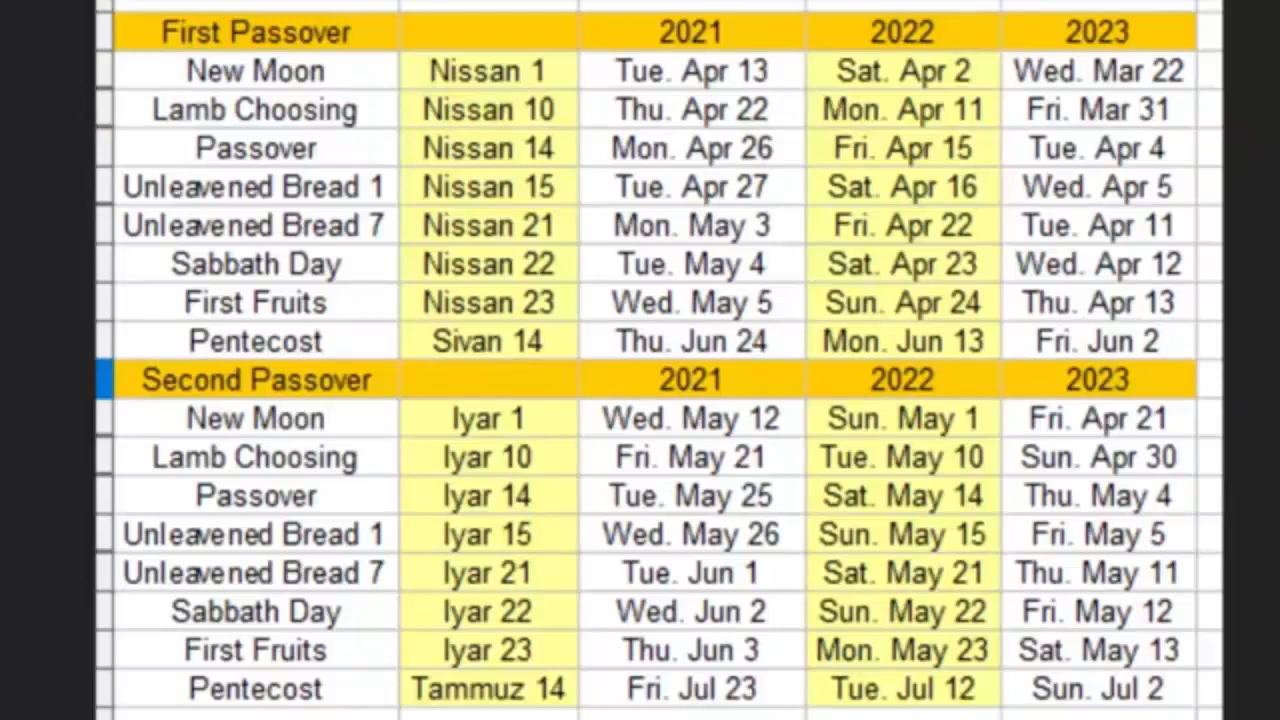 First Passover 2021 2022 2023
New Moon Nissan 1 Tue. Apr 13 Sat. Apr 2 Wed. Mar 22
Lamb Choosing Nissan 10 Thu. Apr 22 Mon. Apr 11 Fri. Mar 31
Passover Nissan 14 Mon. Apr 26 Fri. Apr 15 Tue. Apr 4
Unleavened Bread 1 Nissan 15 Tue. Apr 27 Sat. Apr 16 Wed. Apr 5
Unleavened Bread 7 Nissan 21 Mon. May 3 Fri. Apr 22 Tue. Apr 11
Sabbath Day Nissan 22 Tue. May 4 Sat. Apr 23 Wed. Apr 12
First Fruits Nissan 23 Wed. May 5 Sun. Apr 24 Thu. Apr 13
Pentecost Sivan 14 Thu. Jun 24 Mon. Jun 13 Fri. Jun 2
Second Passover 2021 2022 2023
New Moon Iyar 1 Wed. May 12 Sun. May 1 Fri. Apr 21
Lamb Choosing Iyar 10 Fri. May 21 Tue. May 10 Sun. Apr 30
Passover Iyar 14 Tue. May 25 Sat. May 14 Thu. May 4
Unleavened Bread 1 Iyar 15 Wed. May 26 Sun. May 15 Fri. May 5
Unleavened Bread 7 Iyar 21 Tue. Jun 1 Sat. May 21 Thu. May 11
Sabbath Day Iyar 22 Wed. Jun 2 Sun. May 22 Fri. May 12
First Fruits Iyar 23 Thu. Jun 3 Mon. May 23 Sat. May 13
Pentecost Tammuz 14 Fri. Jul 23 Tue. Jul 12 Sun. Jul 2